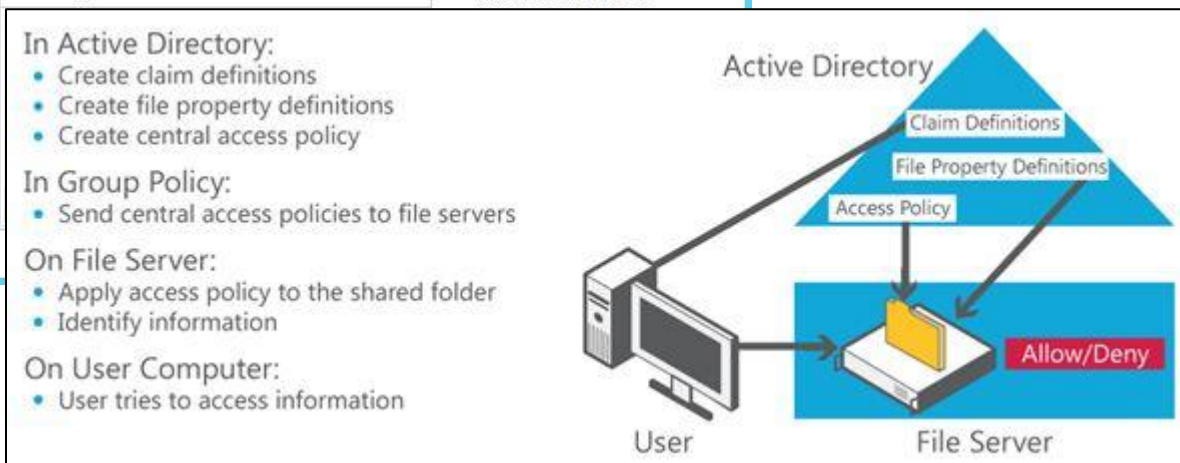 In Active Directory:
• Create claim definitions
• Create file property definitions
• Create central access policy
In Group Policy:
• Send central access policies to file servers
On File Server:
• Apply access policy to the shared folder
• Identify information
On User Computer:
• User tries to access information
Active Directory
Claim Definitions
File Property Definitions
Access Policy
Allow/Deny
User
File Server